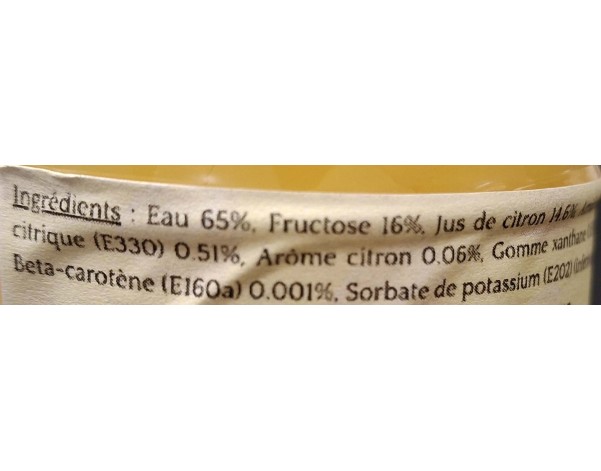 Ingrédients : Eau 65%, Fructose 16%, Jus de citron 14.6%
citrique (E330) 0.51%, Arôme citron 0.06%, Gomme xanthane
Beta-carotène (E160a) 0.001%, Sorbate de potassium (E202)